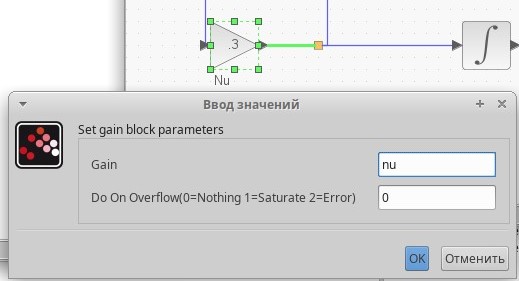 .3
∫
Nu
Ввод значений
Set gain block parameters
Gain
nu
Do On Overflow(0=Nothing 1=Saturate 2=Error)
0
OK
Отменить